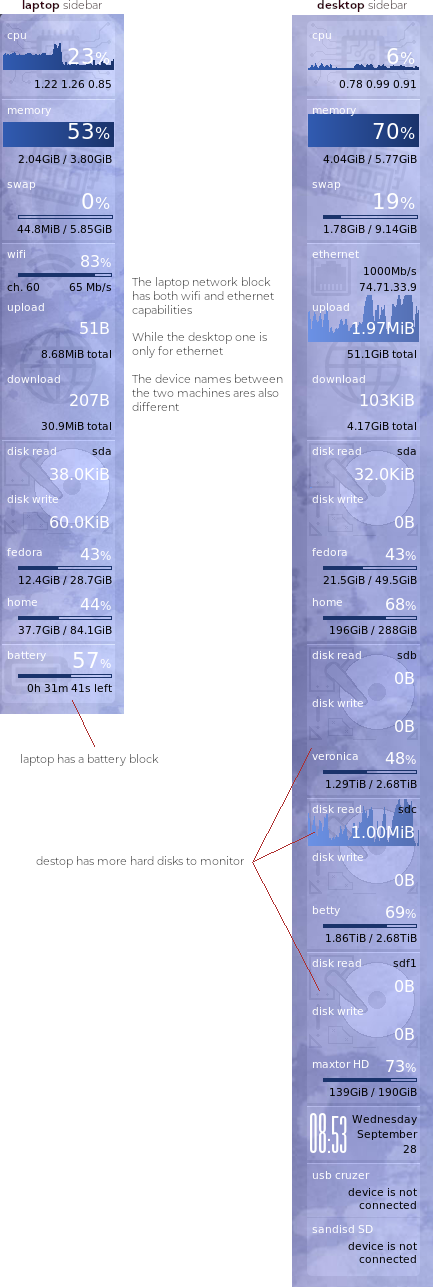 laptop sidebar
cpu
23%
1.22 1.26 0.85
memory
53%
2.04GiB / 3.80GiB
swap
0%
44.8MiB / 5.85GiB
wifi
83%
ch. 60 65 Mb/s
upload
51B
8.68MiB total
download
207B
30.9MiB total
disk read sda
38.0KiB
disk write
60.0KiB
fedora 43%
12.4GiB / 28.7GiB
home 44%
37.7GiB / 84.1GiB
battery 57%
0h 31m 41s left
laptop has a battery block
The laptop network block
has both wifi and ethernet
capabilities
While the desktop one is
only for ethernet
The device names between
the two machines ares also
different
destop has more hard disks to monitor
desktop sidebar
cpu
6%
0.78 0.99 0.91
memory
70%
4.04GiB / 5.77GiB
swap
19%
1.78GiB / 9.14GiB
ethernet
1000Mb/s
74.71.33.9
upload
1.97MiB
51.1GiB total
download
103KiB
4.17GiB total
disk read sda
32.0KiB
disk write
0B
fedora 43%
21.5GiB / 49.5GiB
home 68%
196GiB / 288GiB
disk read sdb
0B
disk write
0B
veronica 48%
1.29TiB / 2.68TiB
disk read sdc
1.00MiB
disk write
0B
betty 69%
1.86TiB / 2.68TiB
disk read sdf1
0B
disk write
0B
maxtor HD 73%
139GiB / 190GiB
08:53
Wednesday
September
28
usb cruzer
device is not
connected
sandisd SD
device is not
connected